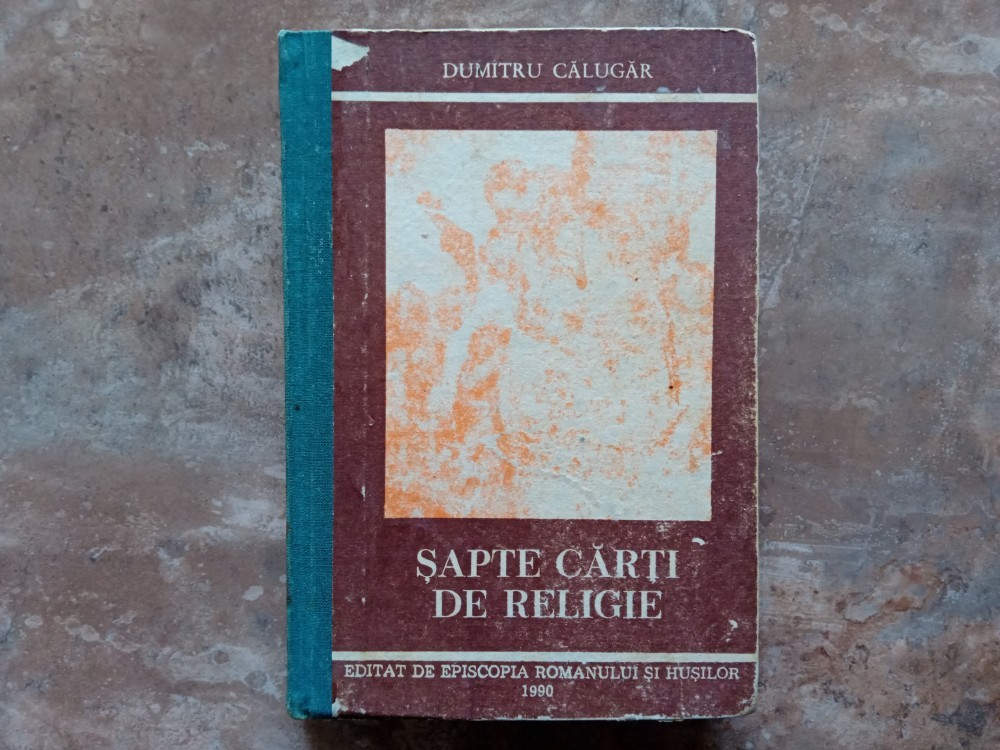 DUMITRU CĂLUGĂR
ȘAPTE CĂRȚI
DE RELIGIE
EDITAT DE EPISCOPIA ROMANULUI ȘI HUȘILOR
1990